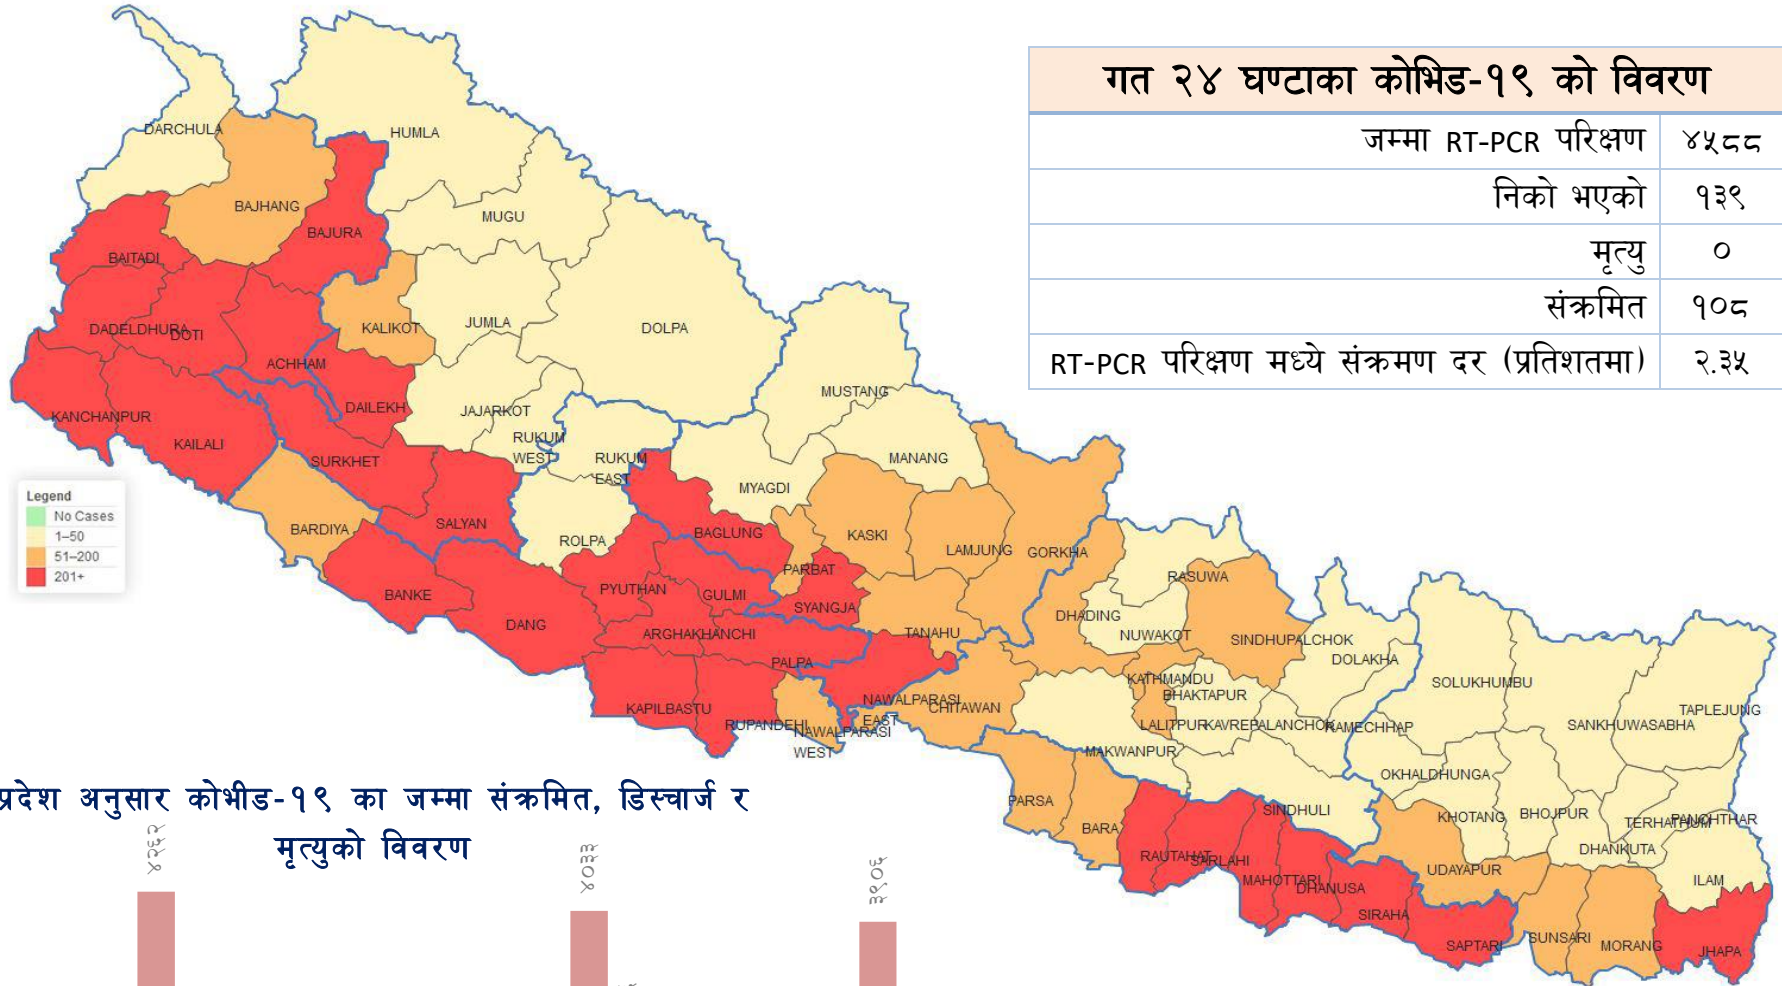 गत २४ घण्टाका कोभिड-१९ को विवरण
जम्मा RT-PCR परिक्षण ४५८८
निको भएको १३९
मृत्यु ०
संक्रमित १०८
RT-PCR परिक्षण मध्ये संक्रमण दर (प्रतिशतमा) २.३५
DARCHULA
HUMLA
BAJHANG
MUGU
BAJURA
BAITADI
DADELDHURA
DOTI
KALIKOT
JUMLA
DOLPA
ACHHAM
MUSTANG
KANCHANPUR
DAILEKH
JAJARKOT
KAILALI
RUKUM
WEST
SURKHET
RUKUM
EAST
MANANG
MYAGDI
Legend
No Cases
1–50
51–200
201+
BARDIYA
SALYAN
ROLPA
BAGLUNG
KASKI
LAMJUNG
GORKHA
PARBAT
RASUWA
BANKE
PYUTHAN
GULMI
SYANGJA
DHADING
DANG
ARGHAKHANCHI
TANAHU
NUWAKOT
SINDHUPALCHOK
PALPA
DOLAKHA
KATHMANDU
BHAKTAPUR
SOLUKHUMBU
KAPILBASTU
NAWALPARASI
EAST
CHITAWAN
TAPLEJUNG
RUPANDEHI
NAWALPARASI
WEST
LALITPUR
KAVREPALANCHOK
RAMECHHAP
SANKHUWASABHA
MAKWANPUR
OKHALDHUNGA
PARSA
SINDHULI
KHOTANG
BHOJPUR
TERHATHUM
PANCHTHAR
BARA
DHANKUTA
RAUTAHAT
SARLAHI
UDAYAPUR
MAHOTTARI
DHANUSA
ILAM
SIRAHA
SAPTARI
SUNSARI
MORANG
JHAPA
प्रदेश अनुसार कोभीड-१९ का जम्मा संक्रमित, डिस्चार्ज र
मृत्युको विवरण
४२६२
४०३३
३९०६